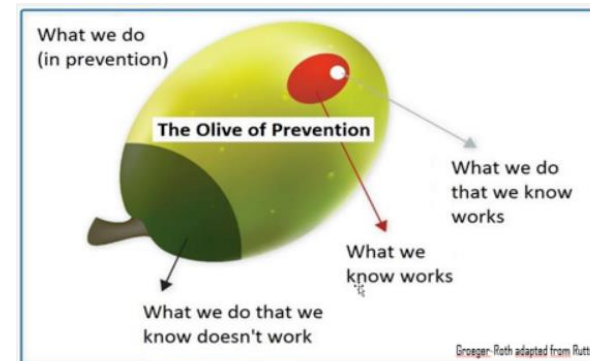 What we do
(in prevention)
The Olive of Prevention
What we do
that we know
works
What we
know works
What we do that we
know doesn't work
Groeger-Roth adapted from Rutt